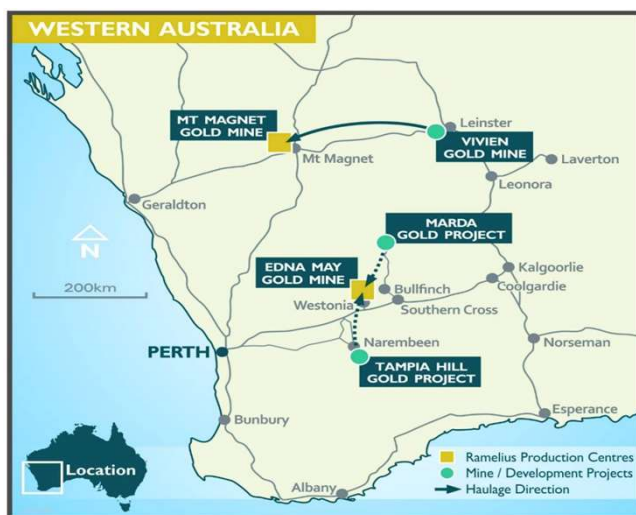 WESTERN AUSTRALIA
MT MAGNET
GOLD MINE
Mt Magnet
Leinster
VIVIEN
GOLD MINE
Laverton
Leonora
Geraldton
MARDA
GOLD PROJECT
N
EDNA MAY
GOLD MINE
Kalgoorlie
Coolgardie
200km
Bullfinch
Westonia
Southern Cross
PERTH
Narembeen
Norseman
TAMPIA HILL
GOLD PROJECT
Bunbury
Esperance
Albany
Location
Ramelius Production Centres
Mine / Development Projects
Haulage Direction